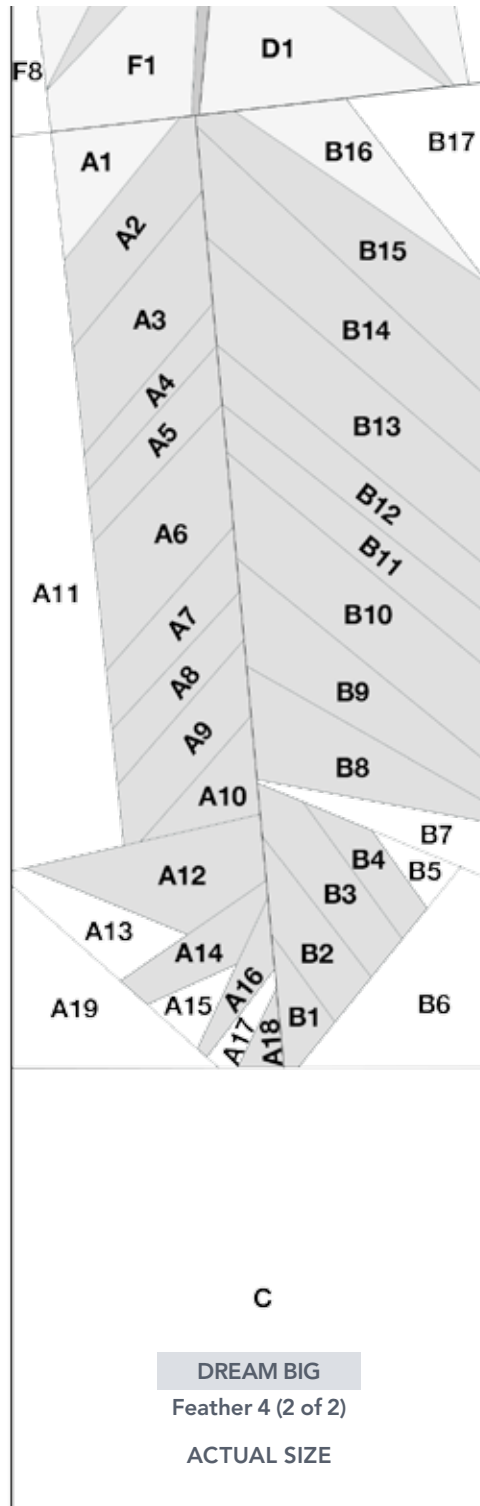 F8
F1
D1
A1
B16
B17
A2
B15
A3
B14
A4
A5
B13
B12
A6
B11
A11
B10
A7
A8
B9
A9
B8
A10
B7
B4
B5
A12
B3
A13
A14
B2
A16
A15
A19
B6
B1
A17
A18
C
DREAM BIG
Feather 4 (2 of 2)
ACTUAL SIZE